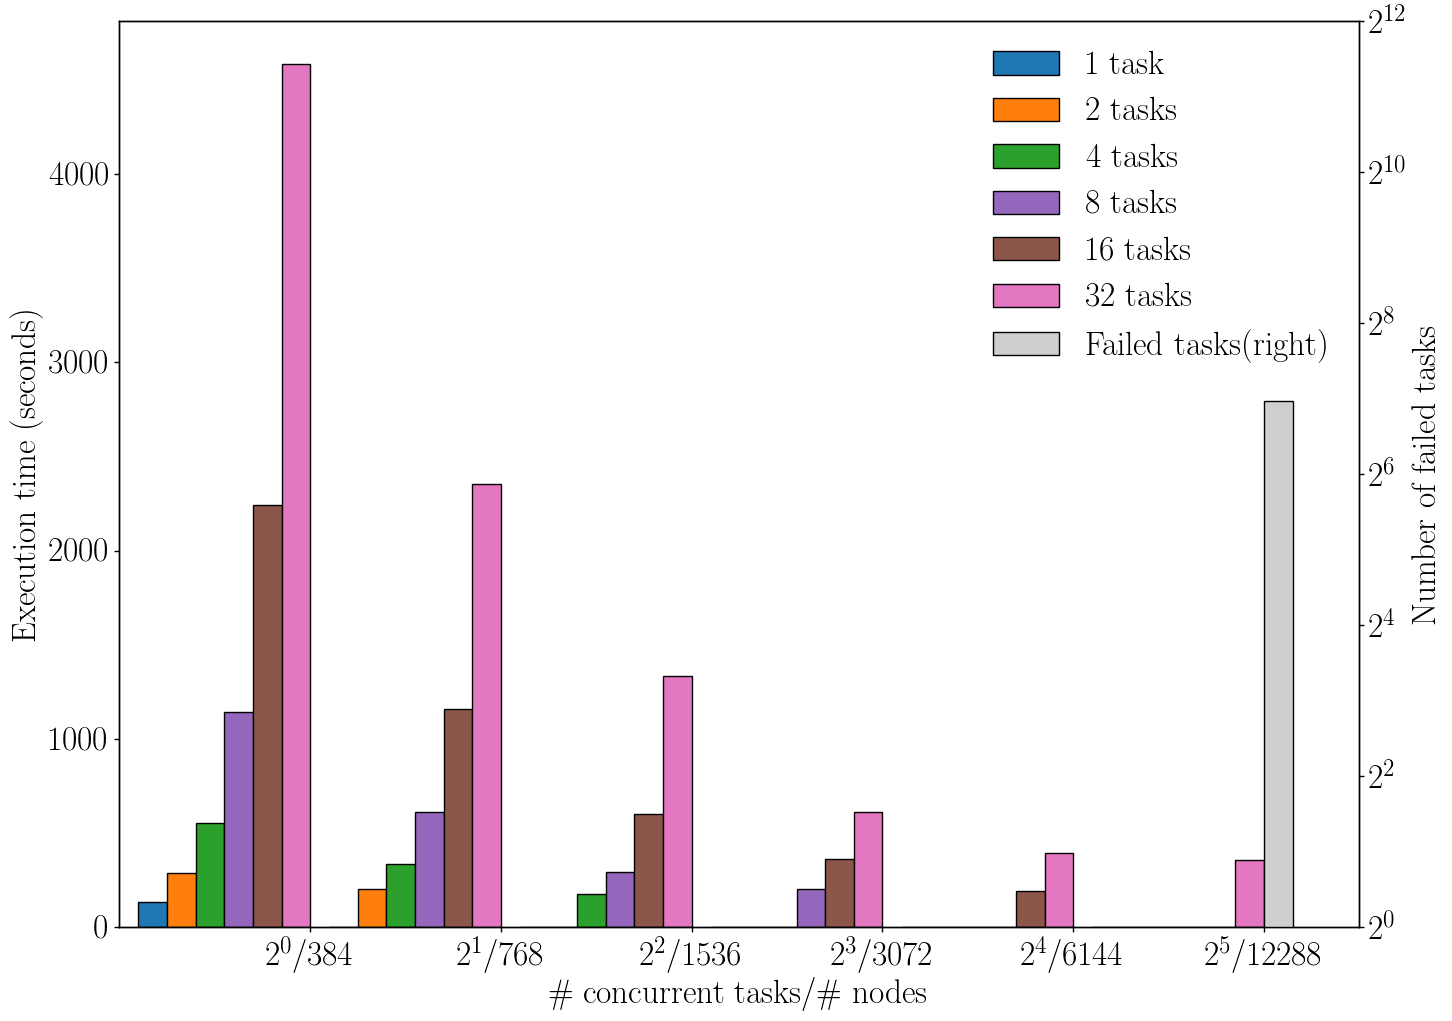 1 task
2 tasks
4 tasks
8 tasks
16 tasks
32 tasks
Failed tasks(right)
Execution time (seconds)
4000
3000
2000
1000
0
2^12
2^10
2^8
2^6
2^4
2^2
2^0
Number of failed tasks
2^0/384
2^1/768
2^2/1536
2^3/3072
2^4/6144
2^5/12288
# concurrent tasks/# nodes